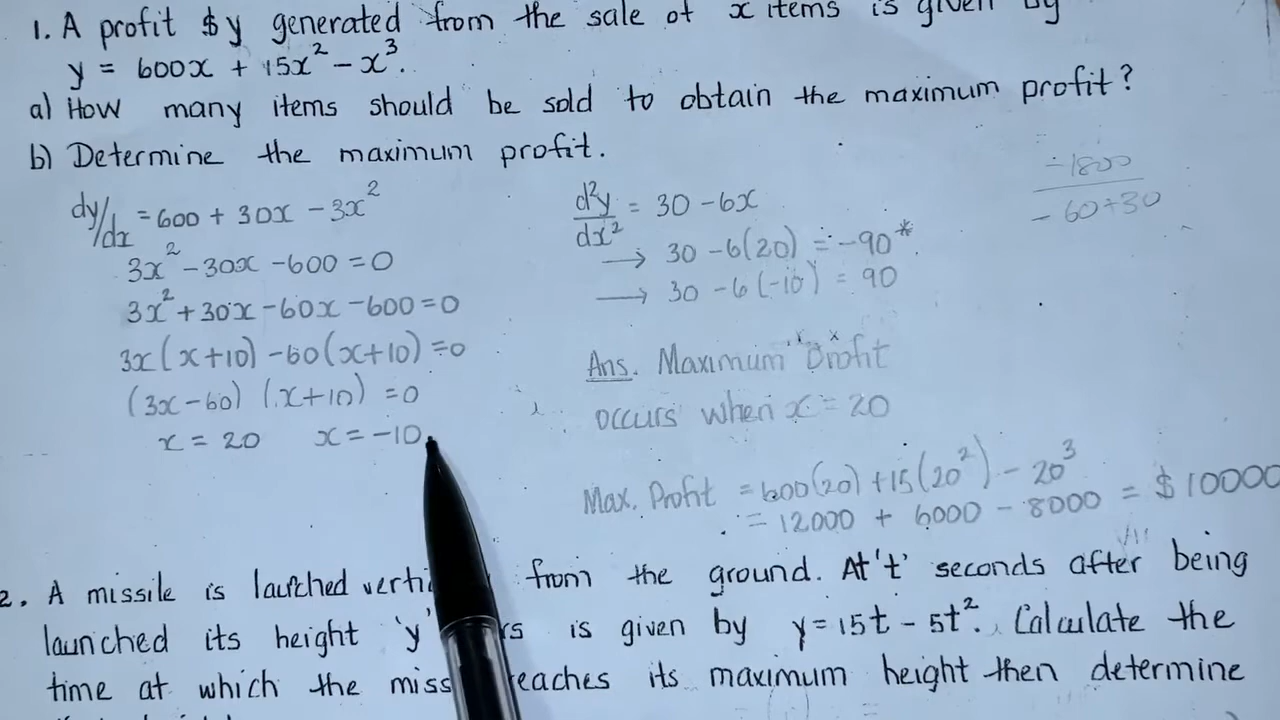 1. A profit $y generated from the sale of x items is given by
y = 600x + 15x² − x³.
a) How many items should be sold to obtain the maximum profit?
b) Determine the maximum profit.
dy/dx = 600 + 30x − 3x²
3x² − 30x − 600 = 0
3x² + 30x − 60x − 600 = 0
3x(x+10) − 60(x+10) = 0
(3x−60) (x+10) = 0
x = 20 x = −10
d²y/dx² = 30 − 6x
→ 30 − 6(20) = −90*
→ 30 − 6(−10) = 90
−1800
− 60+30
Ans. Maximum Profit
occurs when x = 20
Max. Profit = 600(20) + 15(20²) − 20³
= 12000 + 6000 − 8000 = $10000
2. A missile is launched from the ground. At 't' seconds after being
launched its height 'y' is given by y = 15t − 5t². Calculate the
time at which the reaches its maximum height then determine